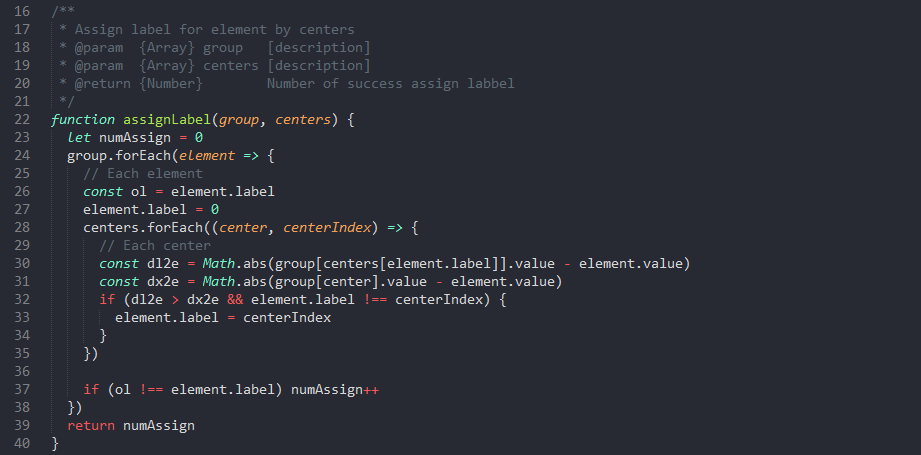 16 /**
17  * Assign label for element by centers
18  * @param  {Array} group   [description]
19  * @param  {Array} centers [description]
20  * @return {Number}        Number of success assign labbel
21  */
22 function assignLabel(group, centers) {
23   let numAssign = 0
24   group.forEach(element => {
25     // Each element
26     const ol = element.label
27     element.label = 0
28     centers.forEach((center, centerIndex) => {
29       // Each center
30       const dl2e = Math.abs(group[centers[element.label]].value - element.value)
31       const dx2e = Math.abs(group[center].value - element.value)
32       if (dl2e > dx2e && element.label !== centerIndex) {
33         element.label = centerIndex
34       }
35     })
36
37     if (ol !== element.label) numAssign++
38   })
39   return numAssign
40 }